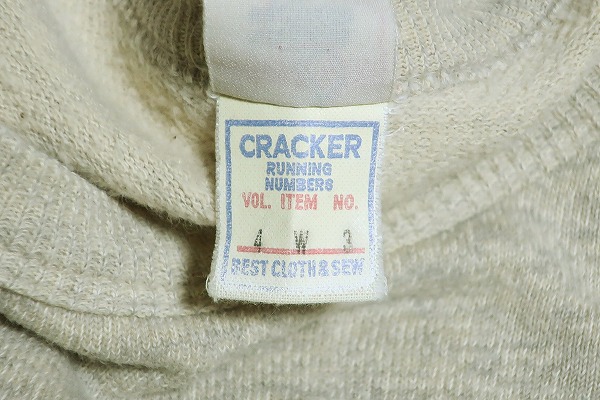 CRACKER
RUNNING
NUMBERS
VOL. ITEM NO.
4 W 3
BEST CLOTH & SEW